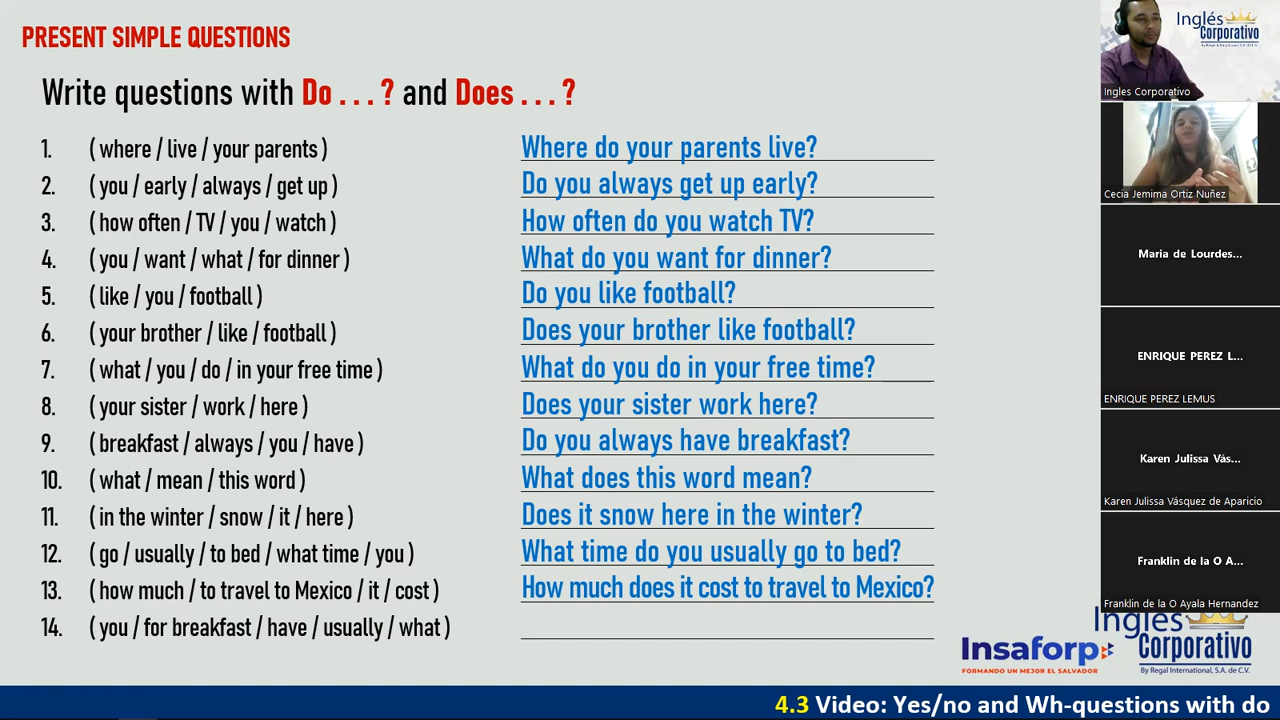 PRESENT SIMPLE QUESTIONS
Write questions with Do . . . ? and Does . . . ?
1. ( where / live / your parents ) Where do your parents live?
2. ( you / early / always / get up ) Do you always get up early?
3. ( how often / TV / you / watch ) How often do you watch TV?
4. ( you / want / what / for dinner ) What do you want for dinner?
5. ( like / you / football ) Do you like football?
6. ( your brother / like / football ) Does your brother like football?
7. ( what / you / do / in your free time ) What do you do in your free time?
8. ( your sister / work / here ) Does your sister work here?
9. ( breakfast / always / you / have ) Do you always have breakfast?
10. ( what / mean / this word ) What does this word mean?
11. ( in the winter / snow / it / here ) Does it snow here in the winter?
12. ( go / usually / to bed / what time / you ) What time do you usually go to bed?
13. ( how much / to travel to Mexico / it / cost ) How much does it cost to travel to Mexico?
14. ( you / for breakfast / have / usually / what )
Inglés
Corporativo
By Regal International, S.A. de C.V.
Ingles Corporativo
Cecia Jemima Ortiz Nuñez
Maria de Lourdes...
ENRIQUE PEREZ L...
ENRIQUE PEREZ LEMUS
Karen Julissa Vás...
Karen Julissa Vásquez de Aparicio
Franklin de la O A...
Franklin de la O Ayala Hernandez
Insaforp
FORMANDO UN MEJOR EL SALVADOR
Inglés
Corporativo
By Regal International, S.A. de C.V.
4.3 Video: Yes/no and Wh-questions with do